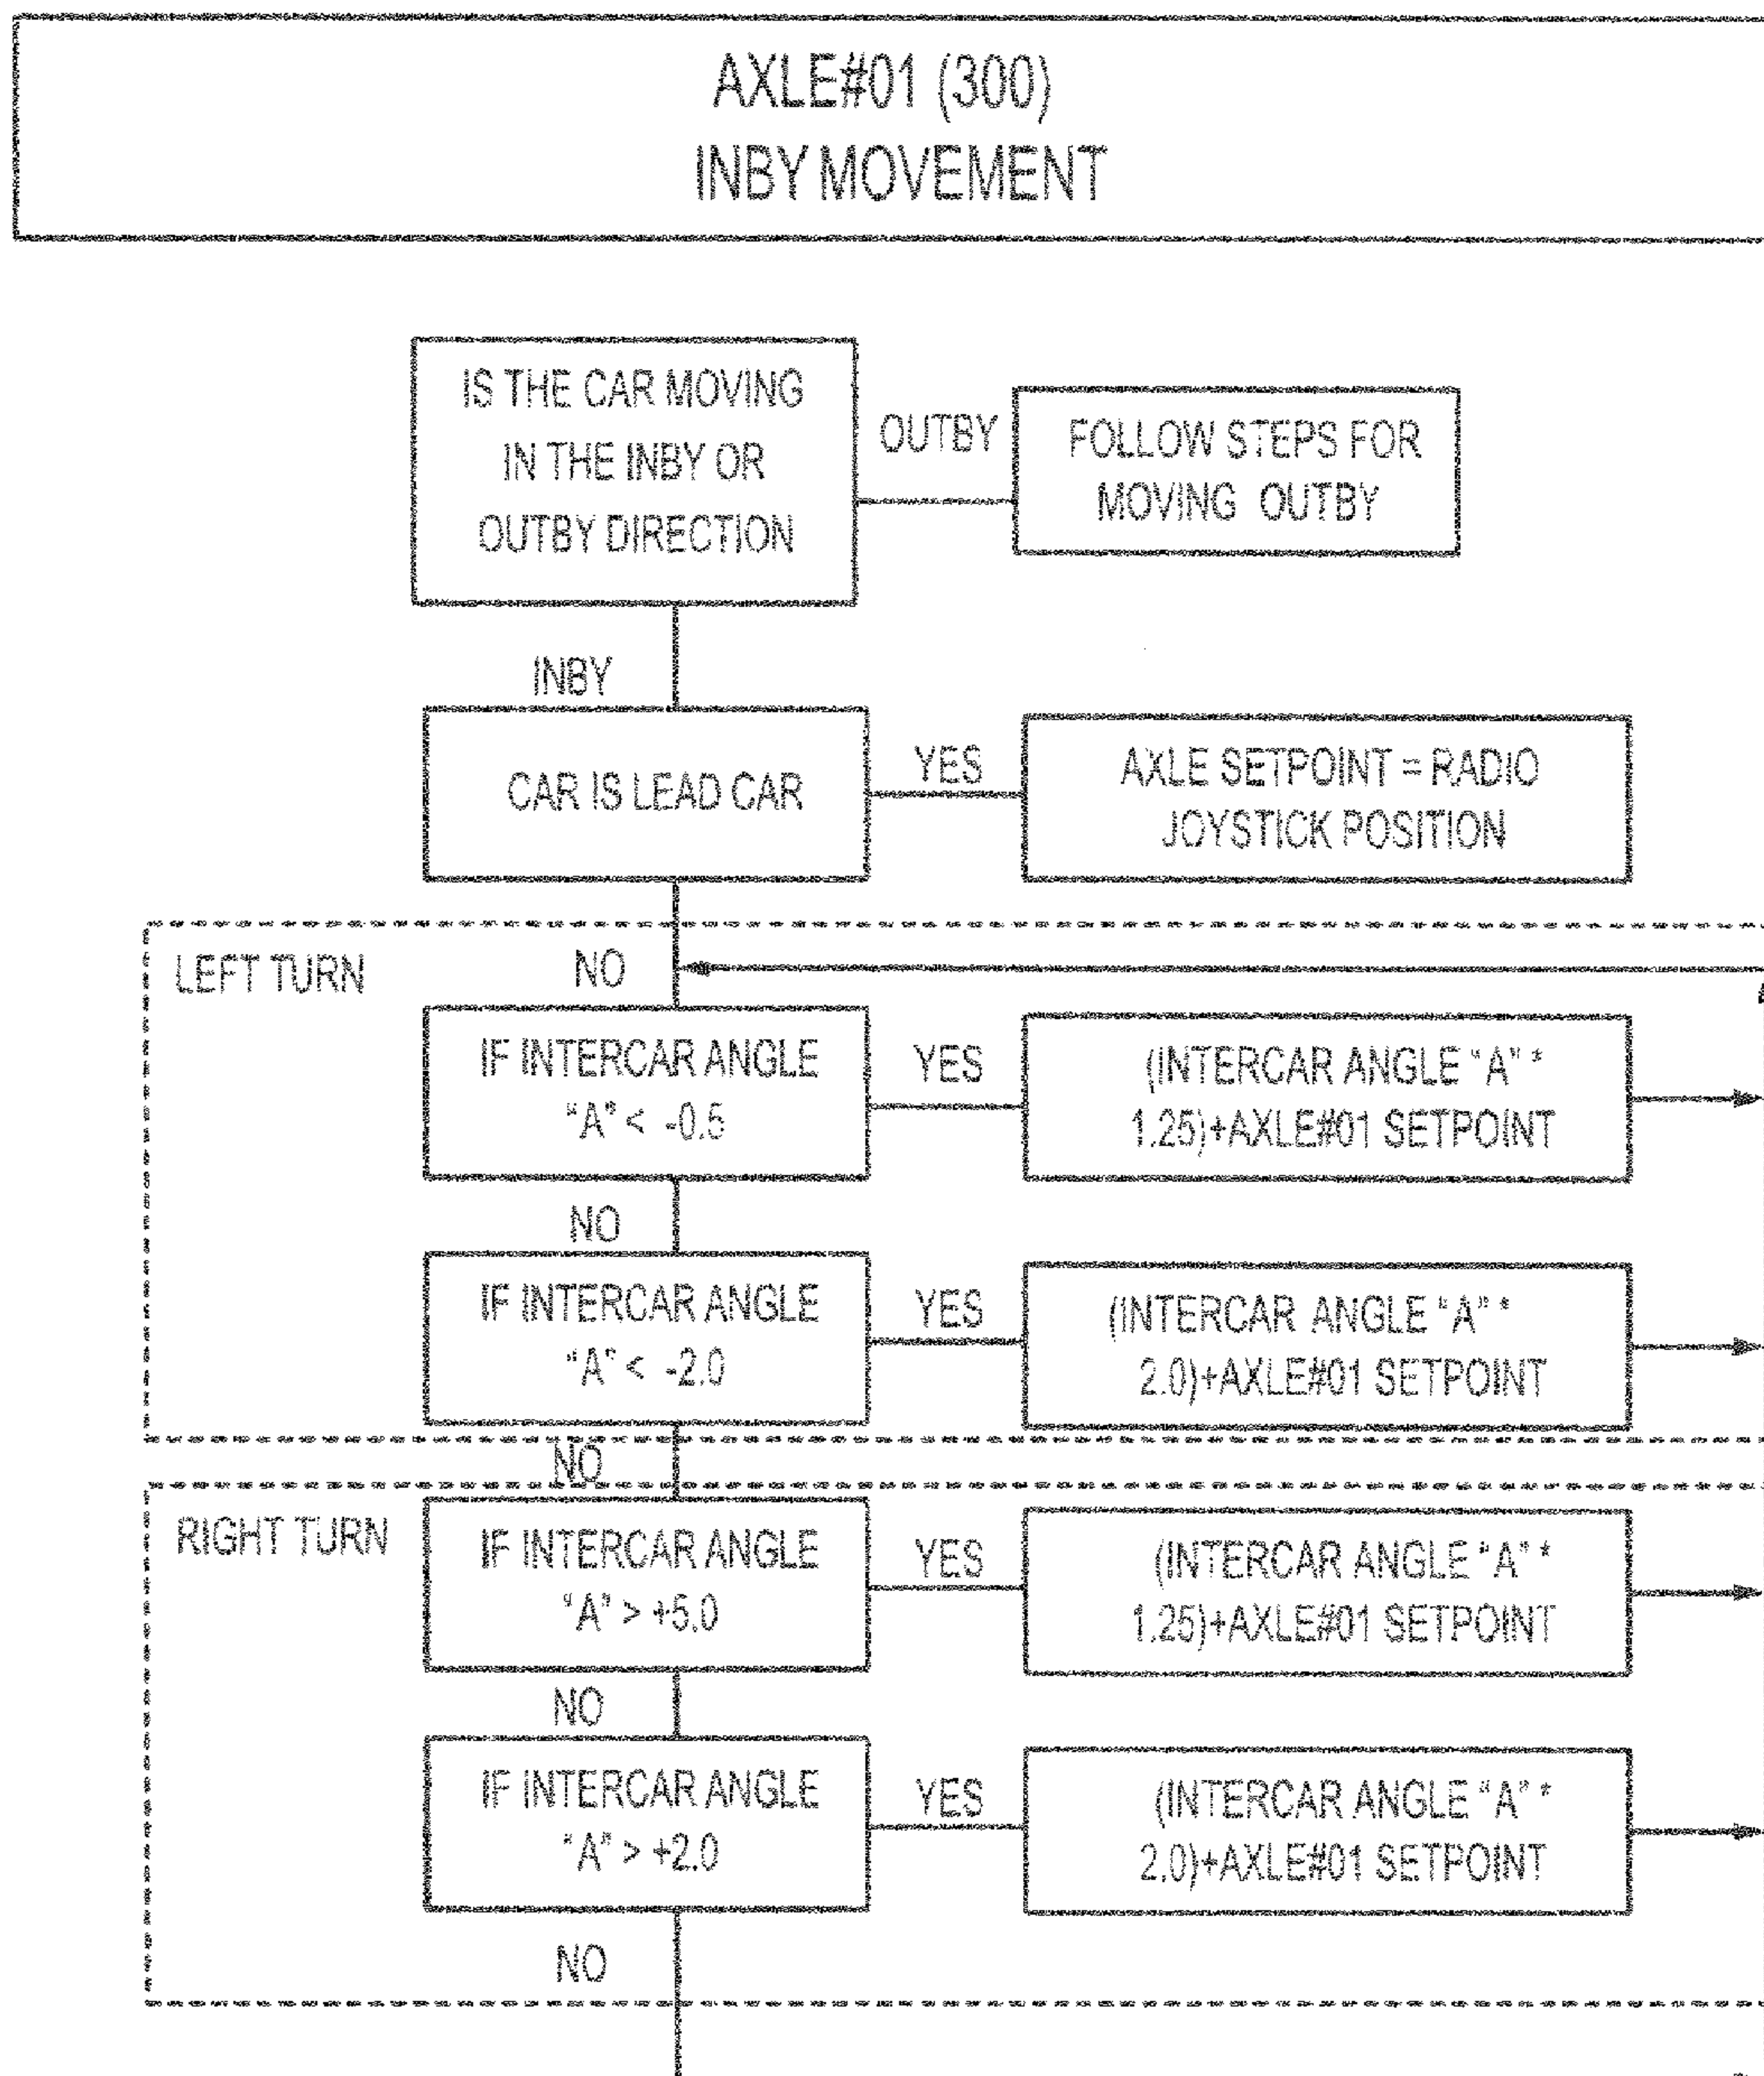 AXLE#01 (300)
INBY MOVEMENT
IS THE CAR MOVING
IN THE INBY OR
OUTBY DIRECTION
OUTBY
FOLLOW STEPS FOR
MOVING OUTBY
INBY
CAR IS LEAD CAR
YES
AXLE SETPOINT = RADIO
JOYSTICK POSITION
LEFT TURN
NO
IF INTERCAR ANGLE
"A" < -0.5
YES
(INTERCAR ANGLE "A" *
1.25)+AXLE#01 SETPOINT
NO
IF INTERCAR ANGLE
"A" < -2.0
YES
(INTERCAR ANGLE "A" *
2.0)+AXLE#01 SETPOINT
NO
RIGHT TURN
IF INTERCAR ANGLE
"A" > +5.0
YES
(INTERCAR ANGLE "A" *
1.25)+AXLE#01 SETPOINT
NO
IF INTERCAR ANGLE
"A" > +2.0
YES
(INTERCAR ANGLE "A" *
2.0)+AXLE#01 SETPOINT
NO